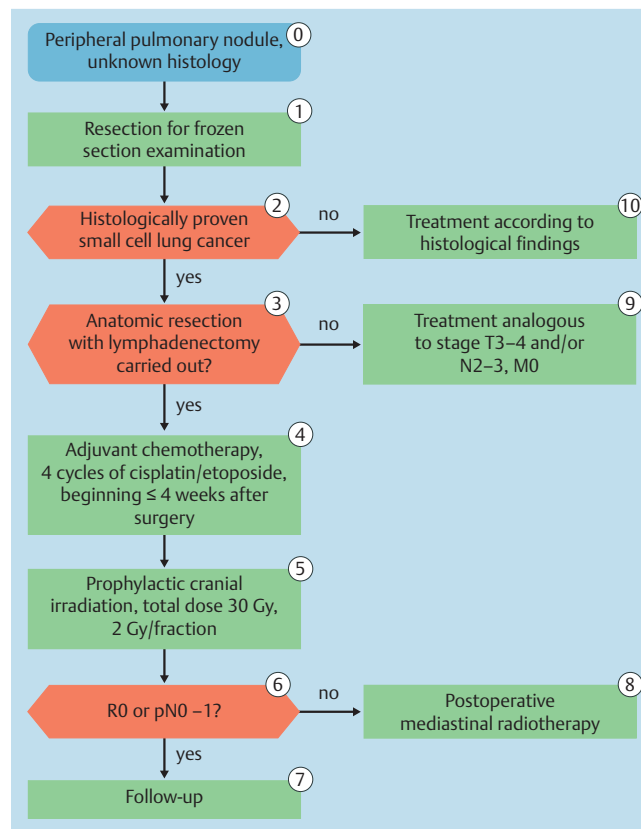 0
Peripheral pulmonary nodule,
unknown histology
1
Resection for frozen
section examination
2
Histologically proven
small cell lung cancer
no
10
Treatment according to
histological findings
yes
3
Anatomic resection
with lymphadenectomy
carried out?
no
9
Treatment analogous
to stage T3–4 and/or
N2–3, M0
yes
4
Adjuvant chemotherapy,
4 cycles of cisplatin/etoposide,
beginning ≤ 4 weeks after
surgery
5
Prophylactic cranial
irradiation, total dose 30 Gy,
2 Gy/fraction
6
R0 or pN0 –1?
no
8
Postoperative
mediastinal radiotherapy
yes
7
Follow-up